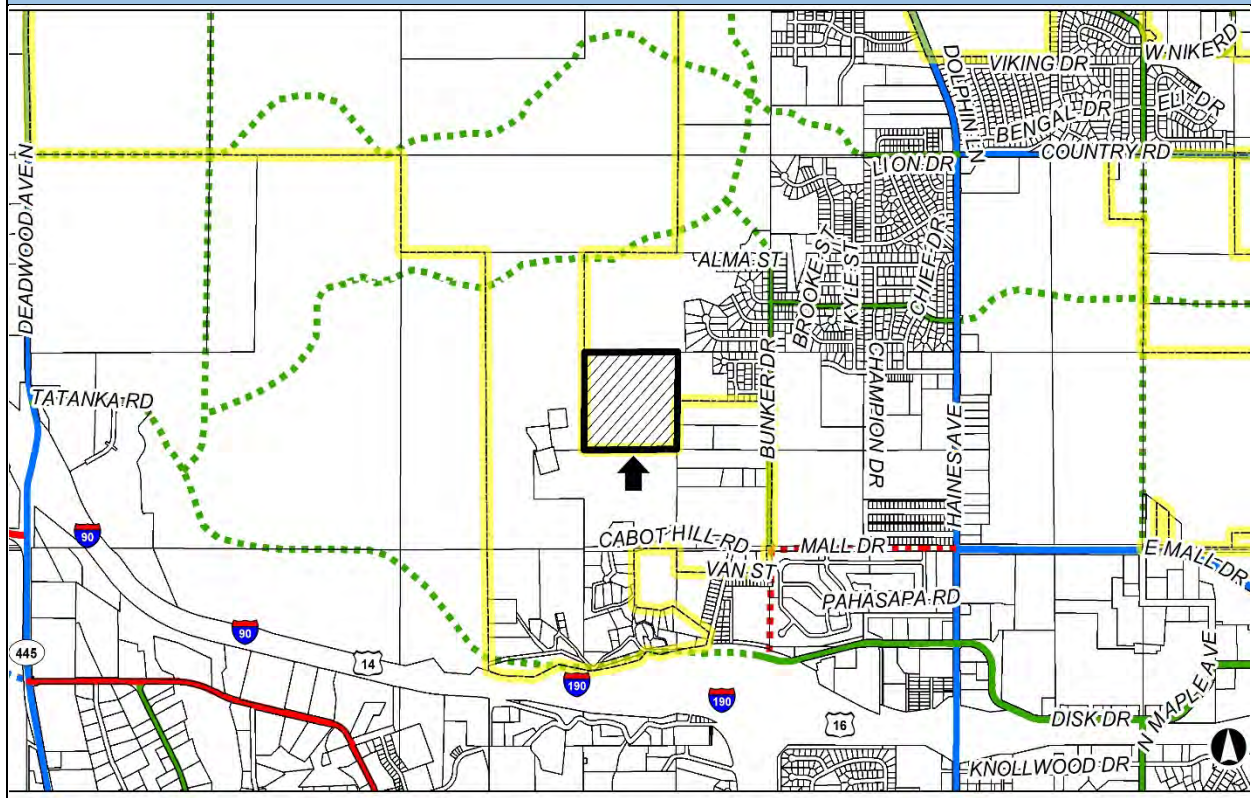 W NIKE RD
VIKING DR
DOLPHIN LN
ELI DR
BENGAL DR
COUNTRY RD
LION DR
DEADWOOD AVE N
ALMA ST
BROOKE ST
KYLE ST
CHIEF DR
BUNKER DR
CHAMPION DR
TATANKA RD
HAINES AVE
90
CABOT HILL RD
MALL DR
E MALL DR
VAN ST
PAHASAPA RD
90
445
14
190
190
16
DISK DR
N MAPLE AVE
KNOLLWOOD DR